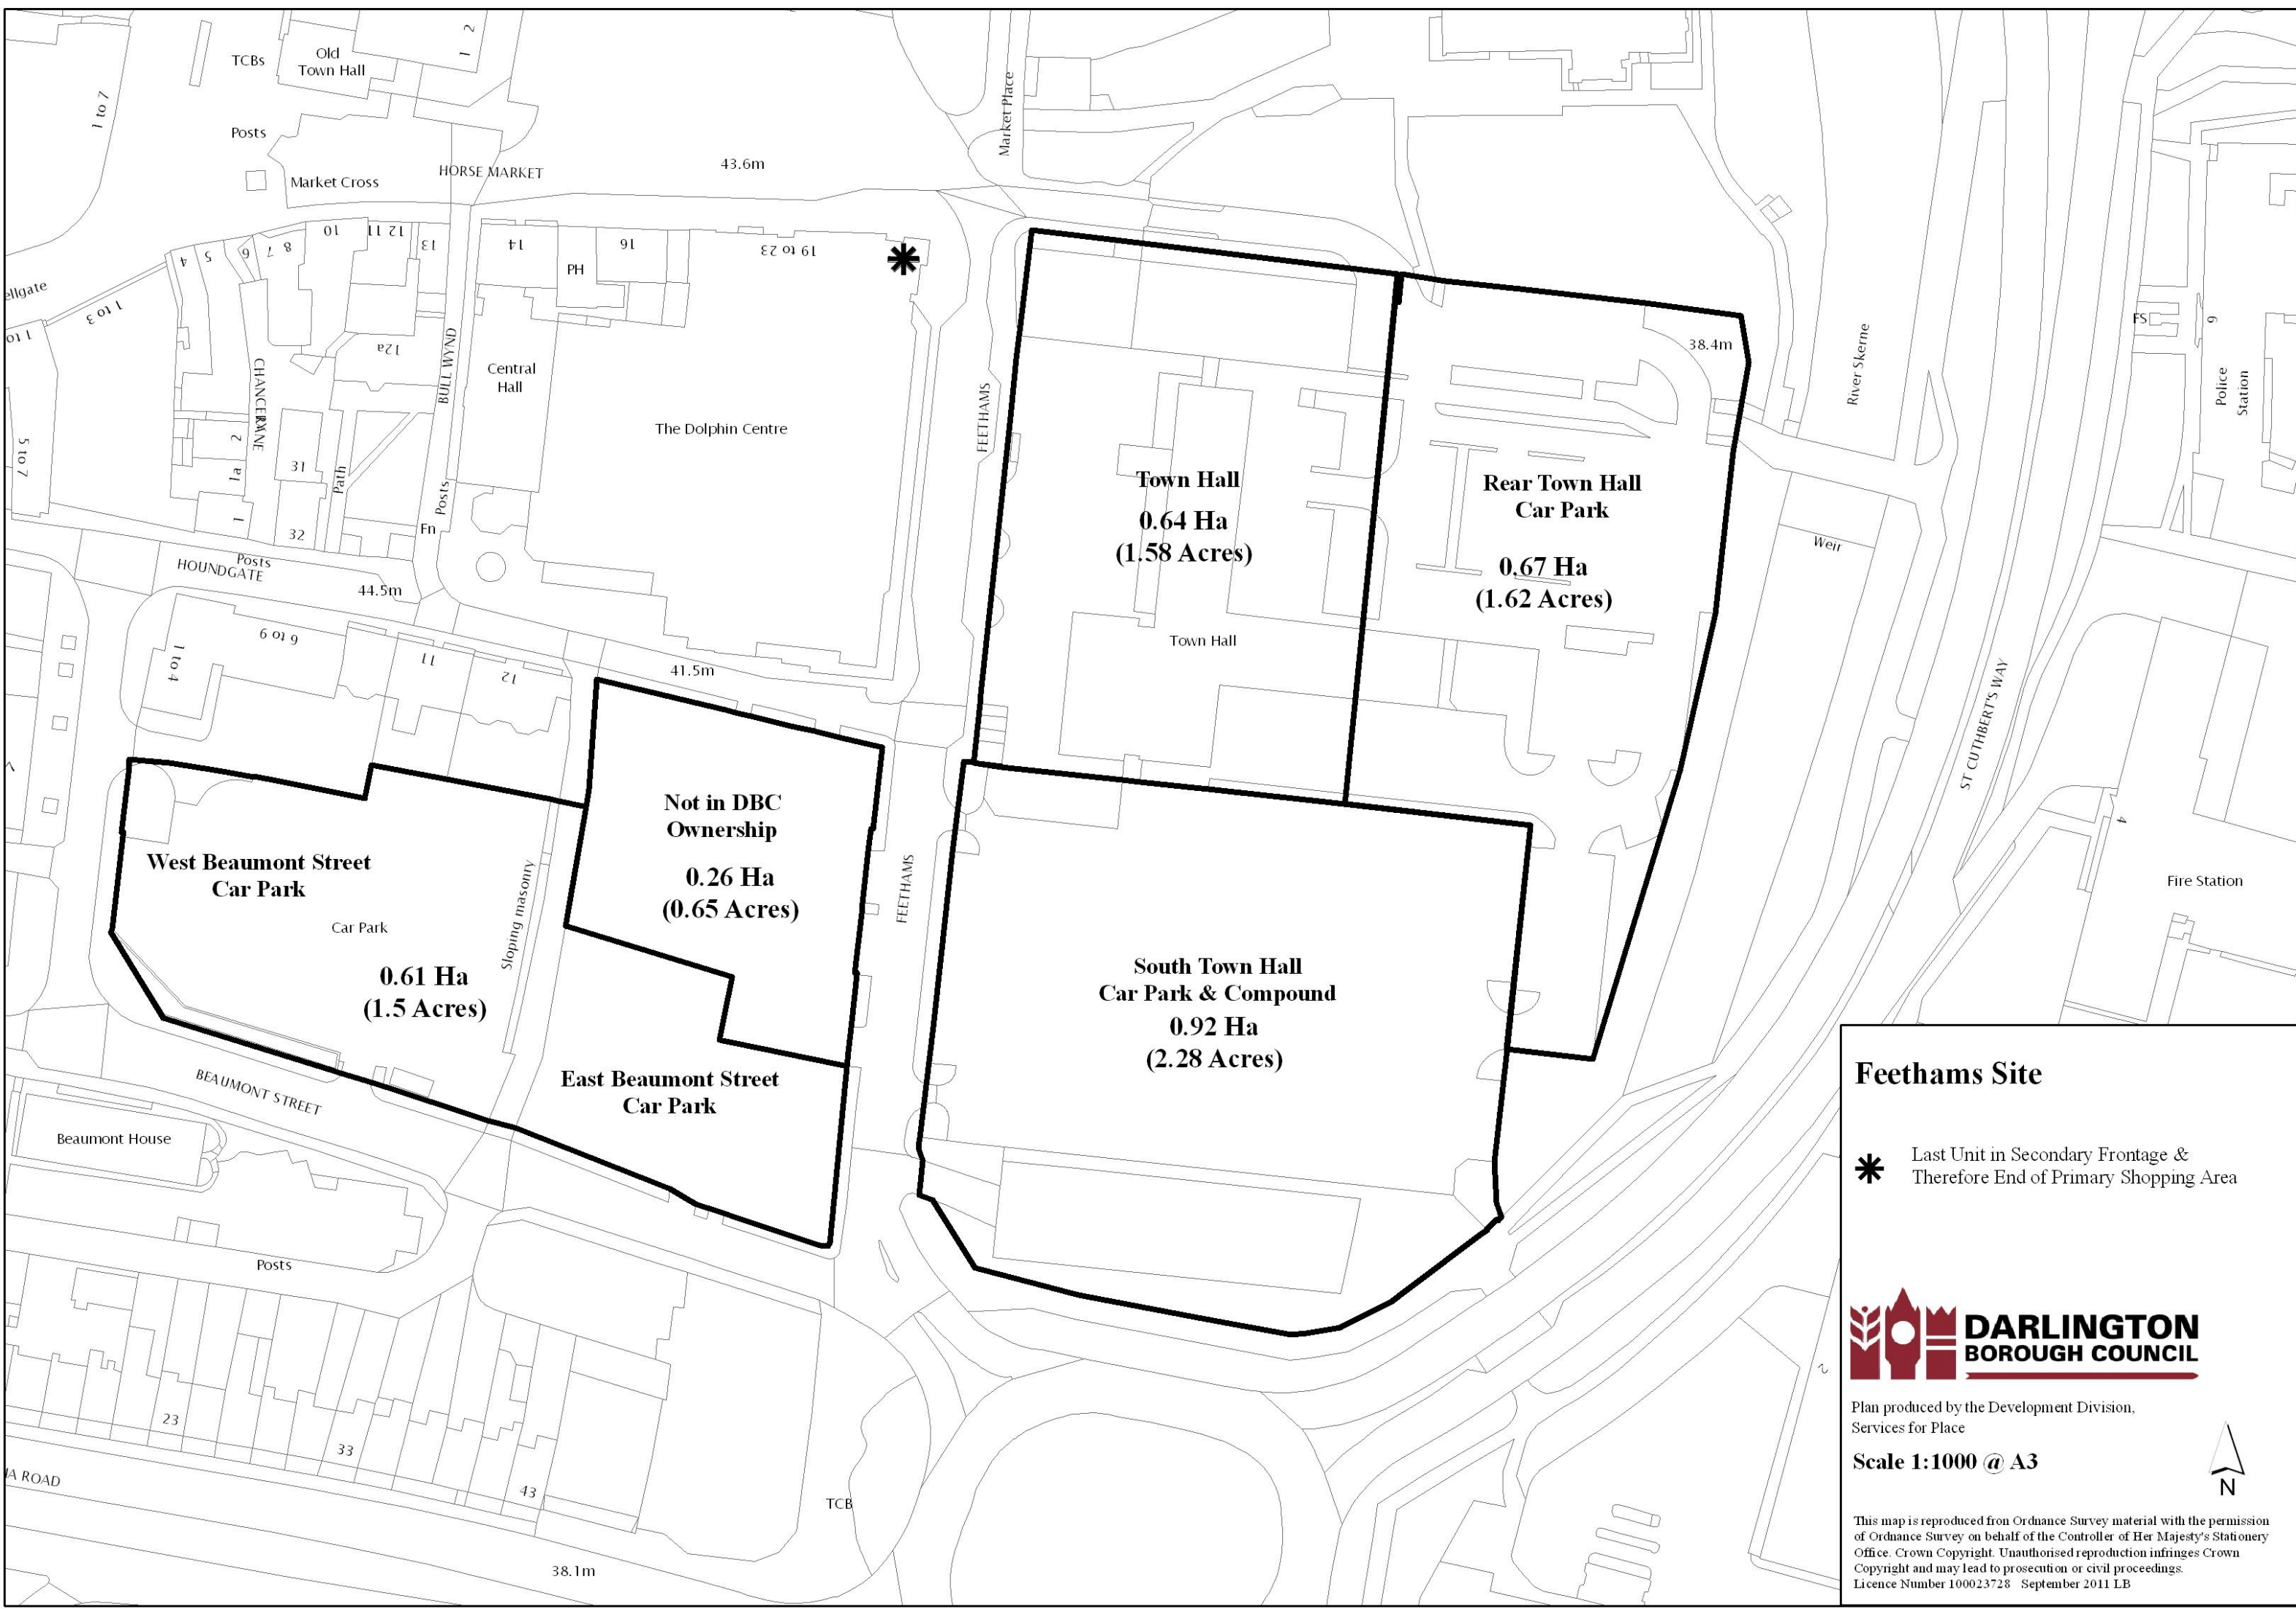 TCBs
Old
Town Hall
1 2
1 to 7
Posts
Market Cross
HORSE MARKET
43.6m
Market Place
ellgate
1 to 3
4
5
6
7
8
10
11 12
13
14
PH
16
19 to 23
12a
CHANCERY LANE
BULL WYND
Central
Hall
The Dolphin Centre
FEETHAMS
5 to 7
2
1a
1
31
32
Path
Posts
Fn
Posts
HOUNDGATE
44.5m
1 to 4
6 to 9
11
12
41.5m
Town Hall
0.64 Ha
(1.58 Acres)
Town Hall
Rear Town Hall
Car Park
0.67 Ha
(1.62 Acres)
38.4m
River Skerne
Weir
FS
6
Police
Station
ST CUTHBERT'S WAY
4
Fire Station
West Beaumont Street
Car Park
Car Park
0.61 Ha
(1.5 Acres)
Sloping masonry
Not in DBC
Ownership
0.26 Ha
(0.65 Acres)
FEETHAMS
East Beaumont Street
Car Park
South Town Hall
Car Park & Compound
0.92 Ha
(2.28 Acres)
BEAUMONT STREET
Beaumont House
Posts
23
33
43
IA ROAD
38.1m
TCB
2
Feethams Site
Last Unit in Secondary Frontage &
Therefore End of Primary Shopping Area
DARLINGTON
BOROUGH COUNCIL
Plan produced by the Development Division,
Services for Place
Scale 1:1000 @ A3
N
This map is reproduced fron Ordnance Survey material with the permission
of Ordnance Survey on behalf of the Controller of Her Majesty's Stationery
Office. Crown Copyright. Unauthorised reproduction infringes Crown
Copyright and may lead to prosecution or civil proceedings.
Licence Number 100023728 September 2011 LB